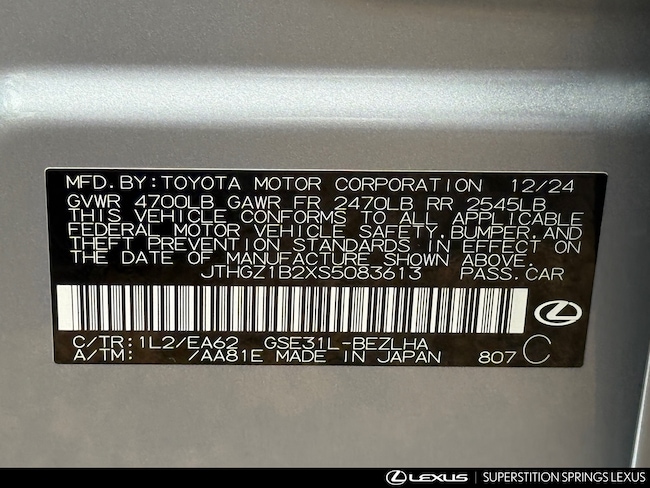 MFD. BY: TOYOTA MOTOR CORPORATION 12/24
GVWR 4700LB GAWR FR 2470LB RR 2545LB
THIS VEHICLE CONFORMS TO ALL APPLICABLE
FEDERAL MOTOR VEHICLE SAFETY, BUMPER, AND
THEFT PREVENTION STANDARDS IN EFFECT ON
THE DATE OF MANUFACTURE SHOWN ABOVE.
JTHGZ1B2XS5083613 PASS. CAR
C/TR: 1L2/EA62 GSE31L-BEZLHA
A/TM: /AA81E MADE IN JAPAN 807 C
LEXUS SUPERSTITION SPRINGS LEXUS